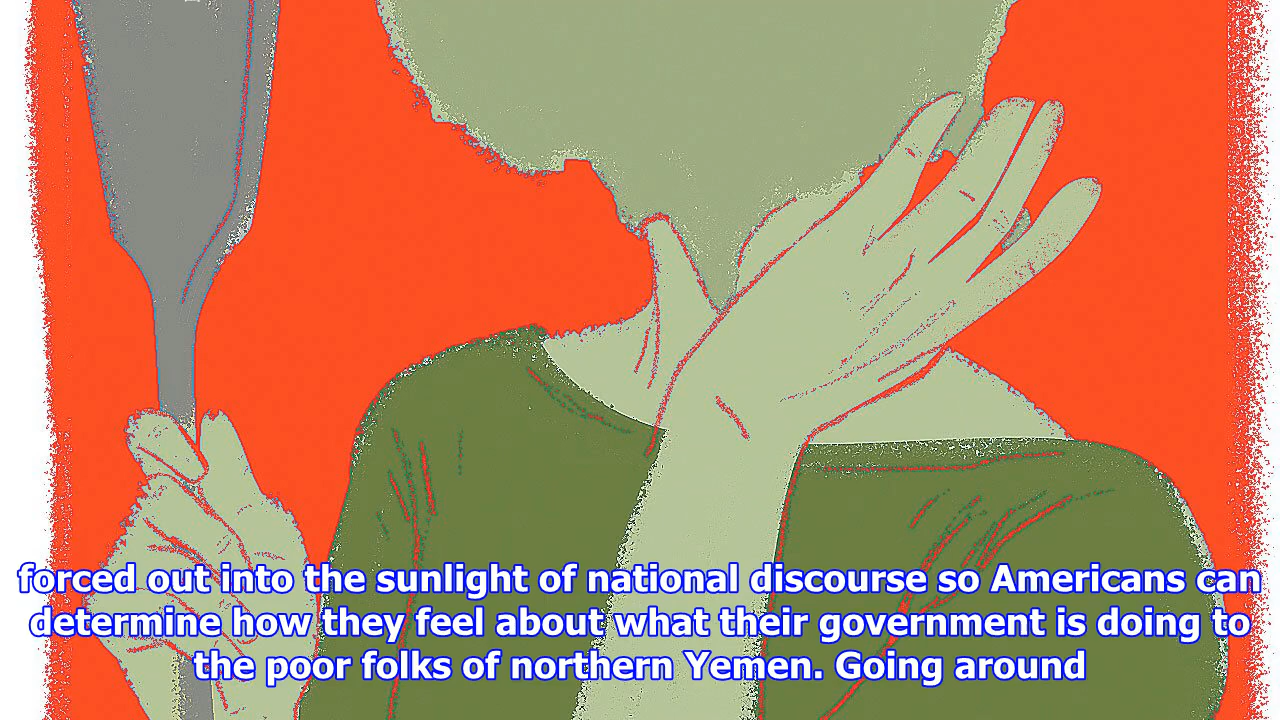 forced out into the sunlight of national discourse so Americans can
determine how they feel about what their government is doing to
the poor folks of northern Yemen. Going around